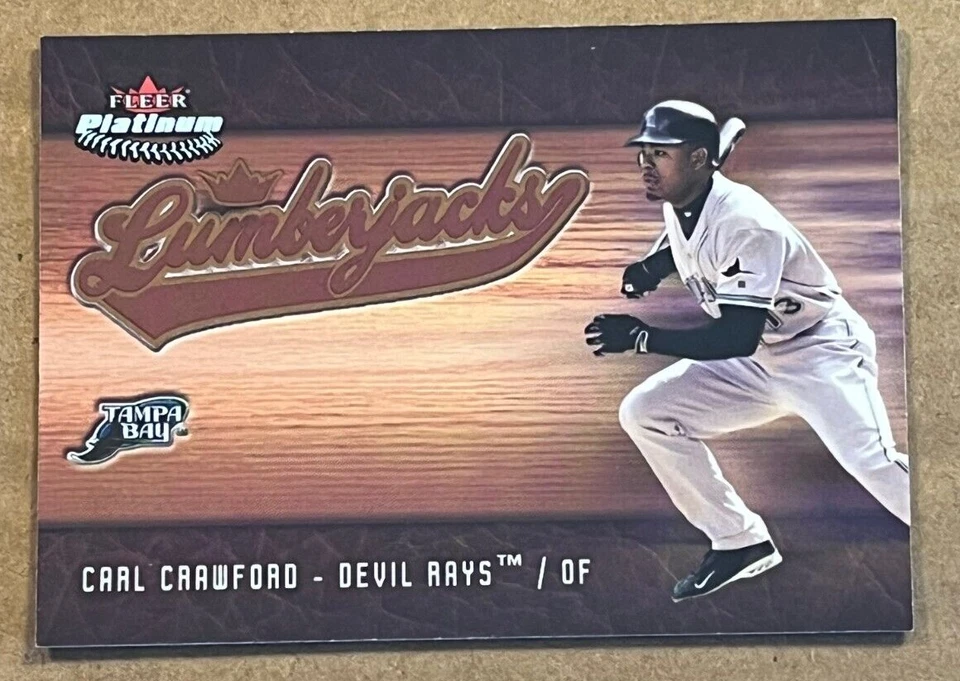 FLEER®
Platinum
Lumberjacks
TAMPA
BAY
CARL CRAWFORD - DEVIL RAYS™ / OF